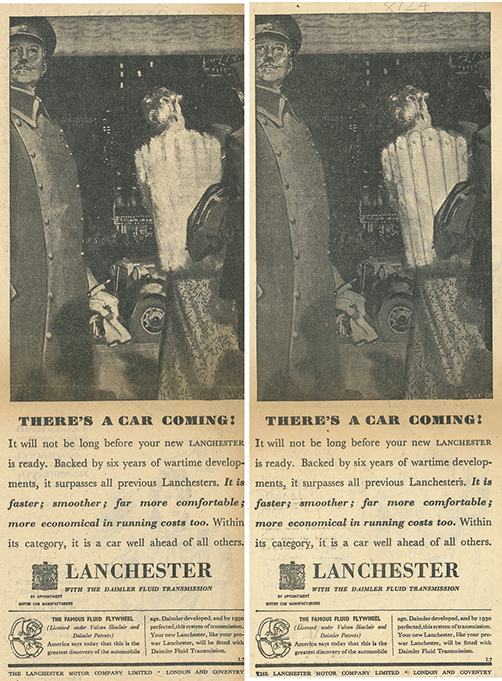 THERE'S A CAR COMING!
It will not be long before your new LANCHESTER
is ready. Backed by six years of wartime develop-
ments, it surpasses all previous Lanchesters. It is
faster; smoother; far more comfortable;
more economical in running costs too. Within
its category, it is a car well ahead of all others.
BY APPOINTMENT
MOTOR CAR MANUFACTURERS
LANCHESTER
WITH THE DAIMLER FLUID TRANSMISSION
THE FAMOUS FLUID FLYWHEEL
(Licensed under Vulcan Sinclair and
Daimler Patents)
America says today that this is the
greatest discovery of the automobile
age. Daimler developed, and by 1930
perfected, this system of transmission.
Your new Lanchester, like your pre-
war Lanchester, will be fitted with
Daimler Fluid Transmission.
L7
THE LANCHESTER MOTOR COMPANY LIMITED · LONDON AND COVENTRY
THERE'S A CAR COMING!
It will not be long before your new LANCHESTER
is ready. Backed by six years of wartime develop-
ments, it surpasses all previous Lanchester's. It is
faster; smoother; far more comfortable;
more economical in running costs too. Within
its category, it is a car well ahead of all others.
BY APPOINTMENT
MOTOR CAR MANUFACTURERS
LANCHESTER
WITH THE DAIMLER FLUID TRANSMISSION
THE FAMOUS FLUID FLYWHEEL
(Licensed under Vulcan Sinclair and
Daimler Patents)
America says today that this is the
greatest discovery of the automobile
age. Daimler developed, and by 1930
perfected, this system of transmission.
Your new Lanchester, like your pre-
war Lanchester, will be fitted with
Daimler Fluid Transmission.
L7
THE LANCHESTER MOTOR COMPANY LIMITED · LONDON AND COVENTRY